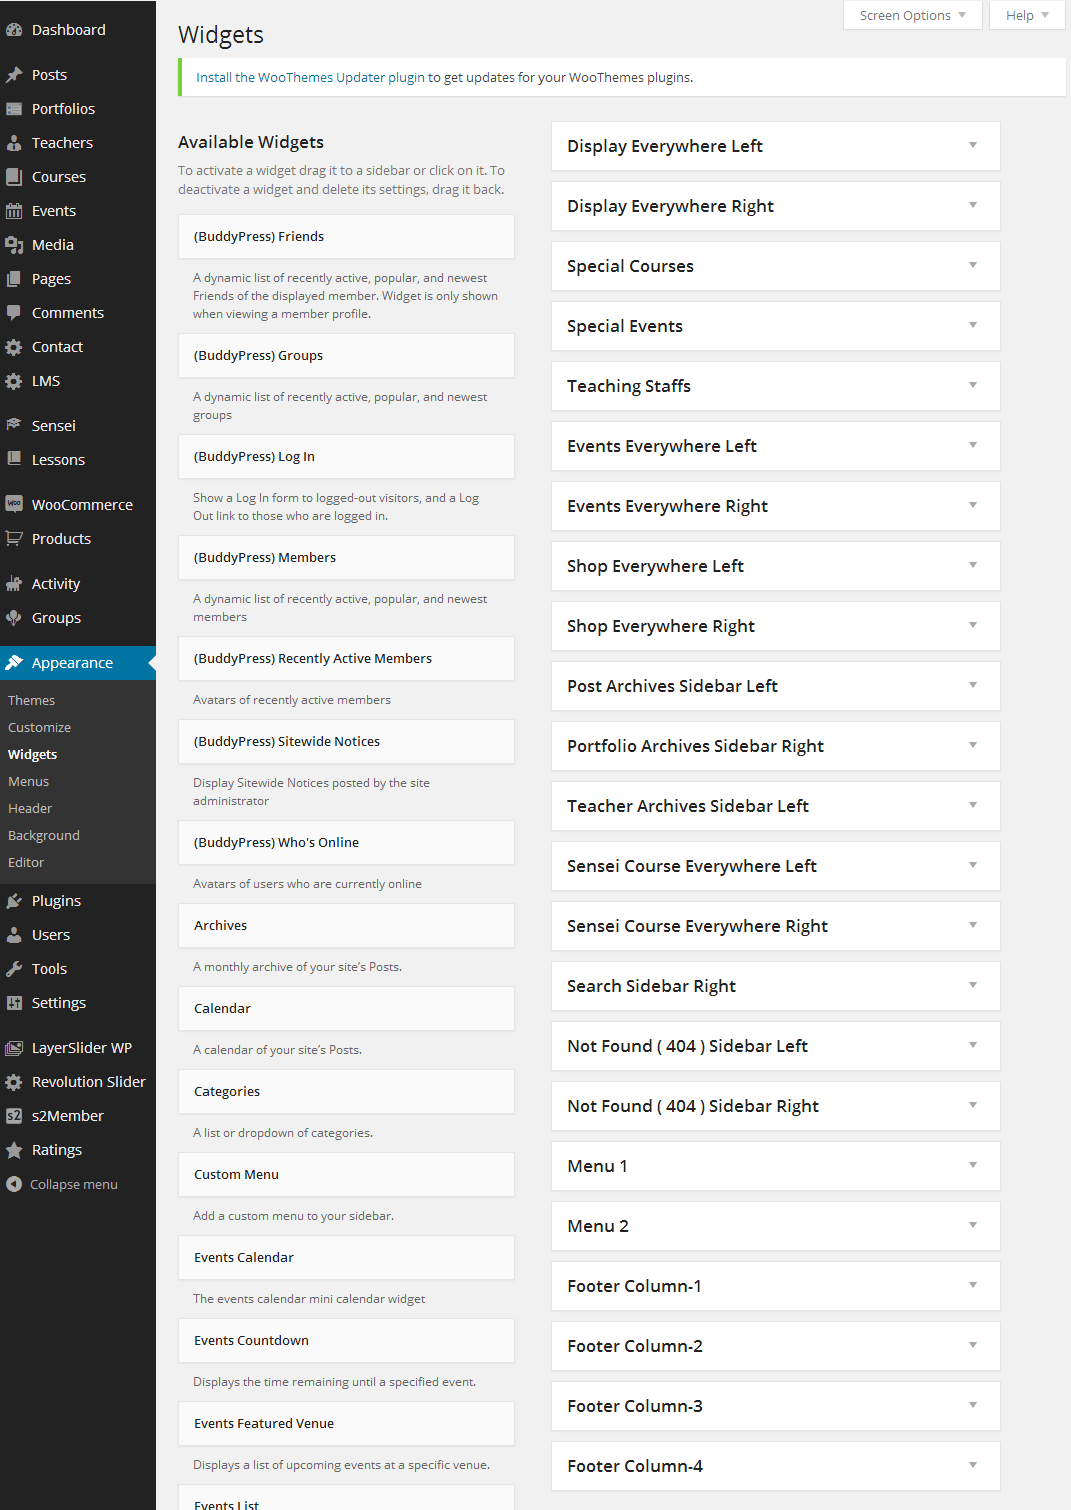 Dashboard
Posts
Portfolios
Teachers
Courses
Events
Media
Pages
Comments
Contact
LMS
Sensei
Lessons
Woo WooCommerce
Products
Activity
Groups
Appearance
Themes
Customize
Widgets
Menus
Header
Background
Editor
Plugins
Users
Tools
Settings
LayerSlider WP
Revolution Slider
s2 s2Member
Ratings
Collapse menu
Screen Options
Help
Widgets
Install the WooThemes Updater plugin to get updates for your WooThemes plugins.
Available Widgets
To activate a widget drag it to a sidebar or click on it. To
deactivate a widget and delete its settings, drag it back.
(BuddyPress) Friends
A dynamic list of recently active, popular, and newest
Friends of the displayed member. Widget is only shown
when viewing a member profile.
(BuddyPress) Groups
A dynamic list of recently active, popular, and newest
groups
(BuddyPress) Log In
Show a Log In form to logged-out visitors, and a Log
Out link to those who are logged in.
(BuddyPress) Members
A dynamic list of recently active, popular, and newest
members
(BuddyPress) Recently Active Members
Avatars of recently active members
(BuddyPress) Sitewide Notices
Display Sitewide Notices posted by the site
administrator
(BuddyPress) Who's Online
Avatars of users who are currently online
Archives
A monthly archive of your site’s Posts.
Calendar
A calendar of your site’s Posts.
Categories
A list or dropdown of categories.
Custom Menu
Add a custom menu to your sidebar.
Events Calendar
The events calendar mini calendar widget
Events Countdown
Displays the time remaining until a specified event.
Events Featured Venue
Displays a list of upcoming events at a specific venue.
Events List
Display Everywhere Left
Display Everywhere Right
Special Courses
Special Events
Teaching Staffs
Events Everywhere Left
Events Everywhere Right
Shop Everywhere Left
Shop Everywhere Right
Post Archives Sidebar Left
Portfolio Archives Sidebar Right
Teacher Archives Sidebar Left
Sensei Course Everywhere Left
Sensei Course Everywhere Right
Search Sidebar Right
Not Found ( 404 ) Sidebar Left
Not Found ( 404 ) Sidebar Right
Menu 1
Menu 2
Footer Column-1
Footer Column-2
Footer Column-3
Footer Column-4